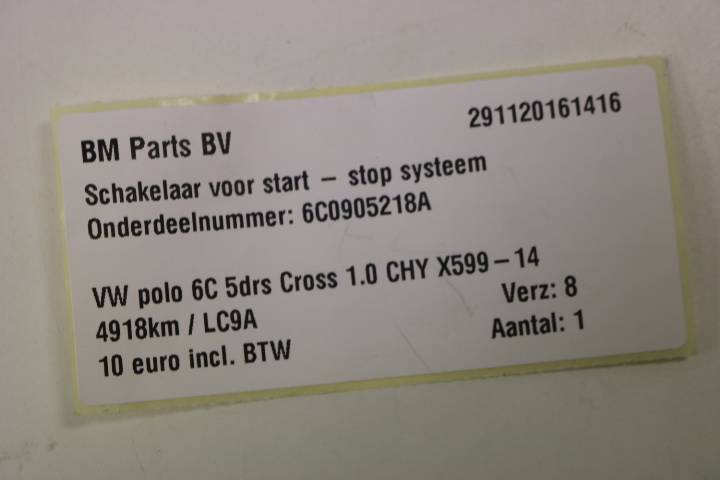 BM Parts BV
291120161416
Schakelaar voor start – stop systeem
Onderdeelnummer: 6C0905218A
VW polo 6C 5drs Cross 1.0 CHY X599-14
4918km / LC9A
Verz: 8
10 euro incl. BTW
Aantal: 1